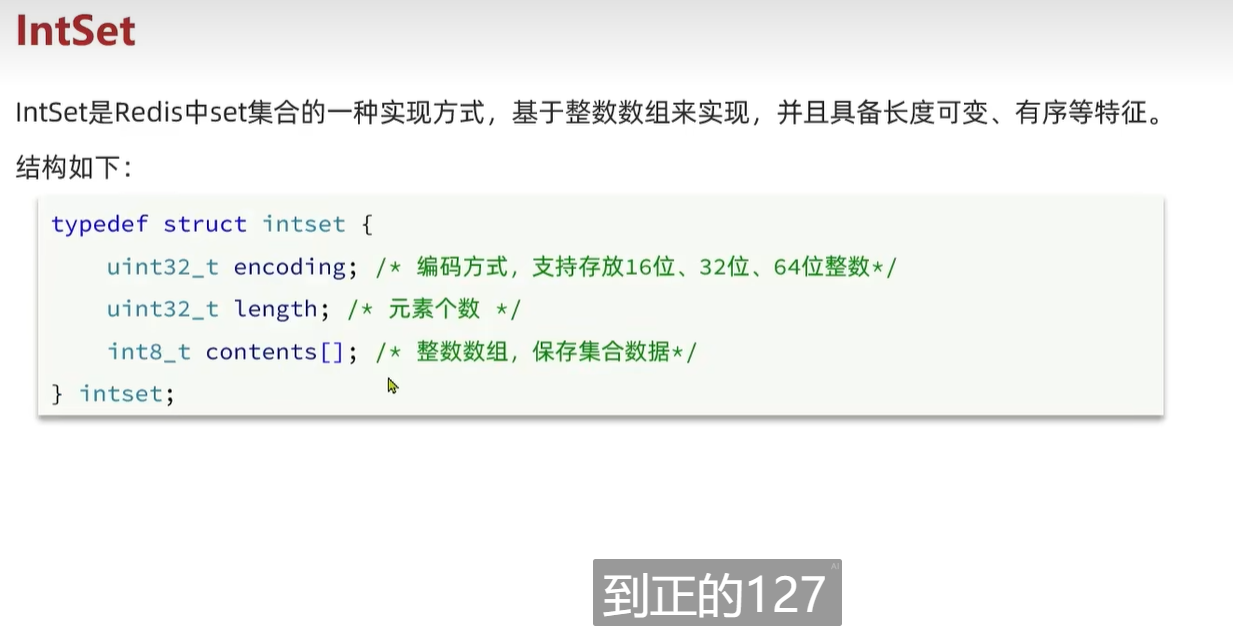 IntSet
IntSet是Redis中set集合的一种实现方式，基于整数数组来实现，并且具备长度可变、有序等特征。
结构如下：
typedef struct intset {
    uint32_t encoding; /* 编码方式，支持存放16位、32位、64位整数*/
    uint32_t length; /* 元素个数 */
    int8_t contents[]; /* 整数数组，保存集合数据*/
} intset;
AI
到正的127